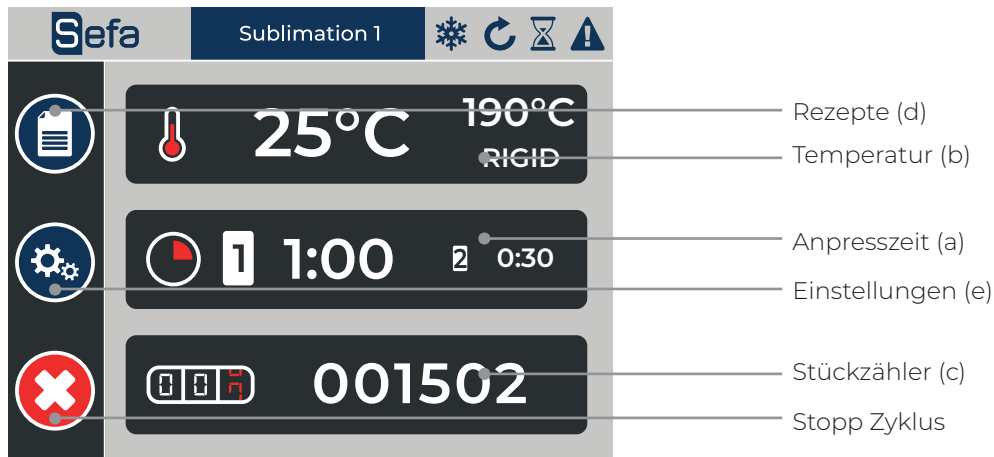 Sefa
Sublimation 1
25°C
190°C
RIGID
1 1:00 2 0:30
001502
Rezepte (d)
Temperatur (b)
Anpresszeit (a)
Einstellungen (e)
Stückzähler (c)
Stopp Zyklus